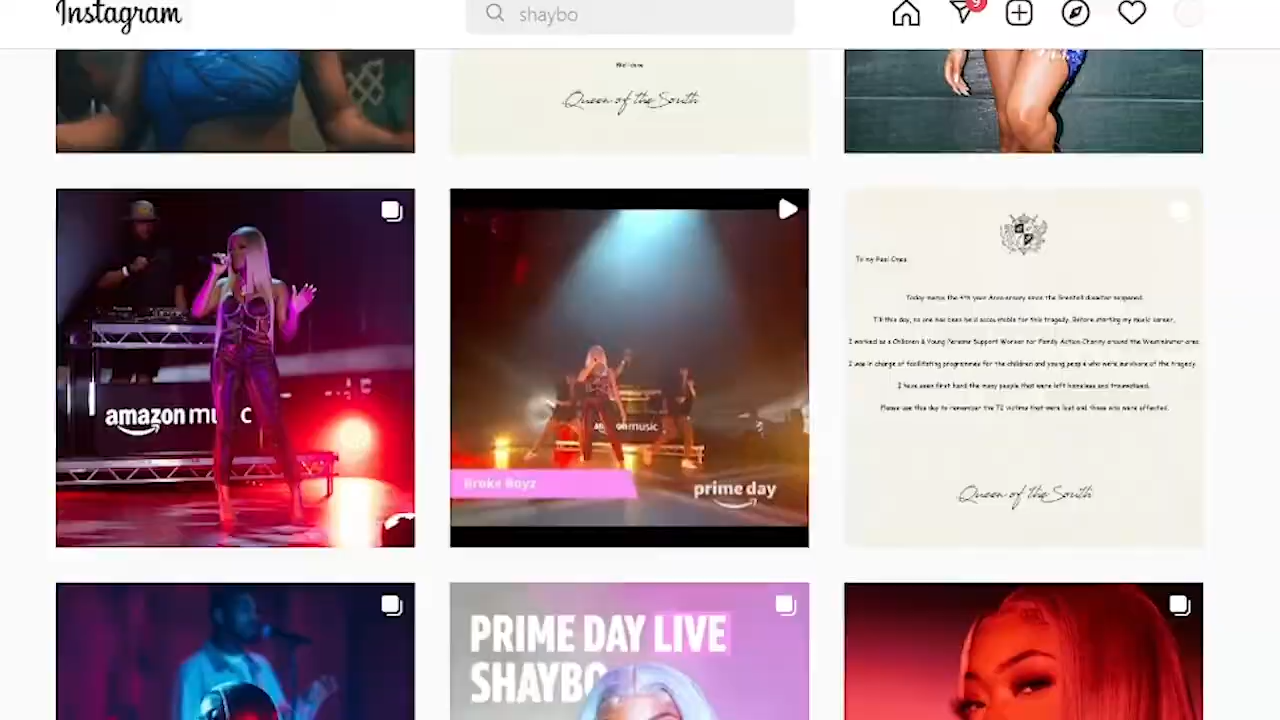 Instagram
shaybo
9
Queen of the South
amazon music
amazon music
Broke Boyz
prime day
To my Real Ones
Today marks the 4th year Anniversary since the Grenfell disaster happened.
Till this day, no one has been held accountable for this tragedy. Before starting my music career,
I worked as a Children & Young Persons Support Worker for Family Action Charity around the Westminster area.
I was in charge of facilitating programmes for the children and young people who were survivors of the tragedy.
I have seen first hand the many people that were left homeless and traumatised.
Please use this day to remember the 72 victims that were lost and those who were affected.
Queen of the South
PRIME DAY LIVE
SHAYBO